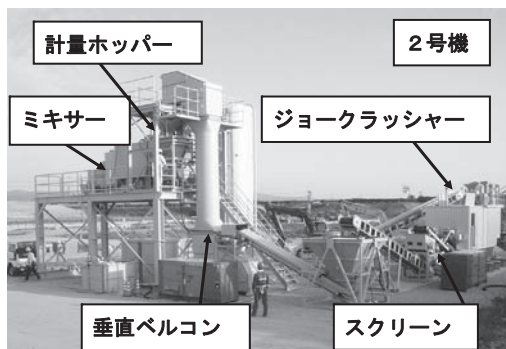 計量ホッパー
２号機
ミキサー
ジョークラッシャー
垂直ベルコン
スクリーン